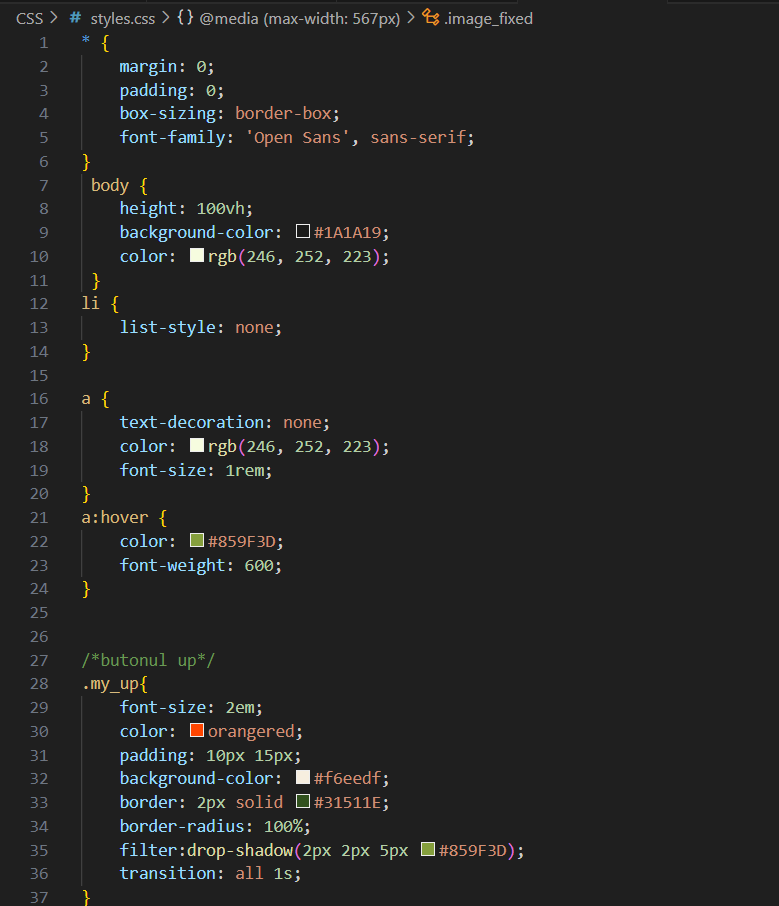 CSS > # styles.css > {} @media (max-width: 567px) > .image_fixed
1 * {
2 margin: 0;
3 padding: 0;
4 box-sizing: border-box;
5 font-family: 'Open Sans', sans-serif;
6 }
7 body {
8 height: 100vh;
9 background-color: #1A1A19;
10 color: rgb(246, 252, 223);
11 }
12 li {
13 list-style: none;
14 }
15
16 a {
17 text-decoration: none;
18 color: rgb(246, 252, 223);
19 font-size: 1rem;
20 }
21 a:hover {
22 color: #859F3D;
23 font-weight: 600;
24 }
25
26
27 /*butonul up*/
28 .my_up{
29 font-size: 2em;
30 color: orangered;
31 padding: 10px 15px;
32 background-color: #f6eedf;
33 border: 2px solid #31511E;
34 border-radius: 100%;
35 filter:drop-shadow(2px 2px 5px #859F3D);
36 transition: all 1s;
37 }